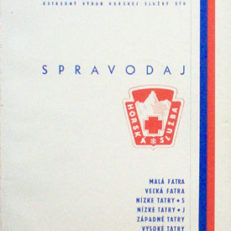 ÚSTREDNÝ VÝBOR HORSKEJ SLUŽBY
SPRAVODAJ
HORSKÁ SLUŽBA
MALÁ FATRA
VEĽKÁ FATRA
NÍZKE TATRY • S
NÍZKE TATRY • J
ZÁPADNÉ TATRY
VYSOKÉ TATRY